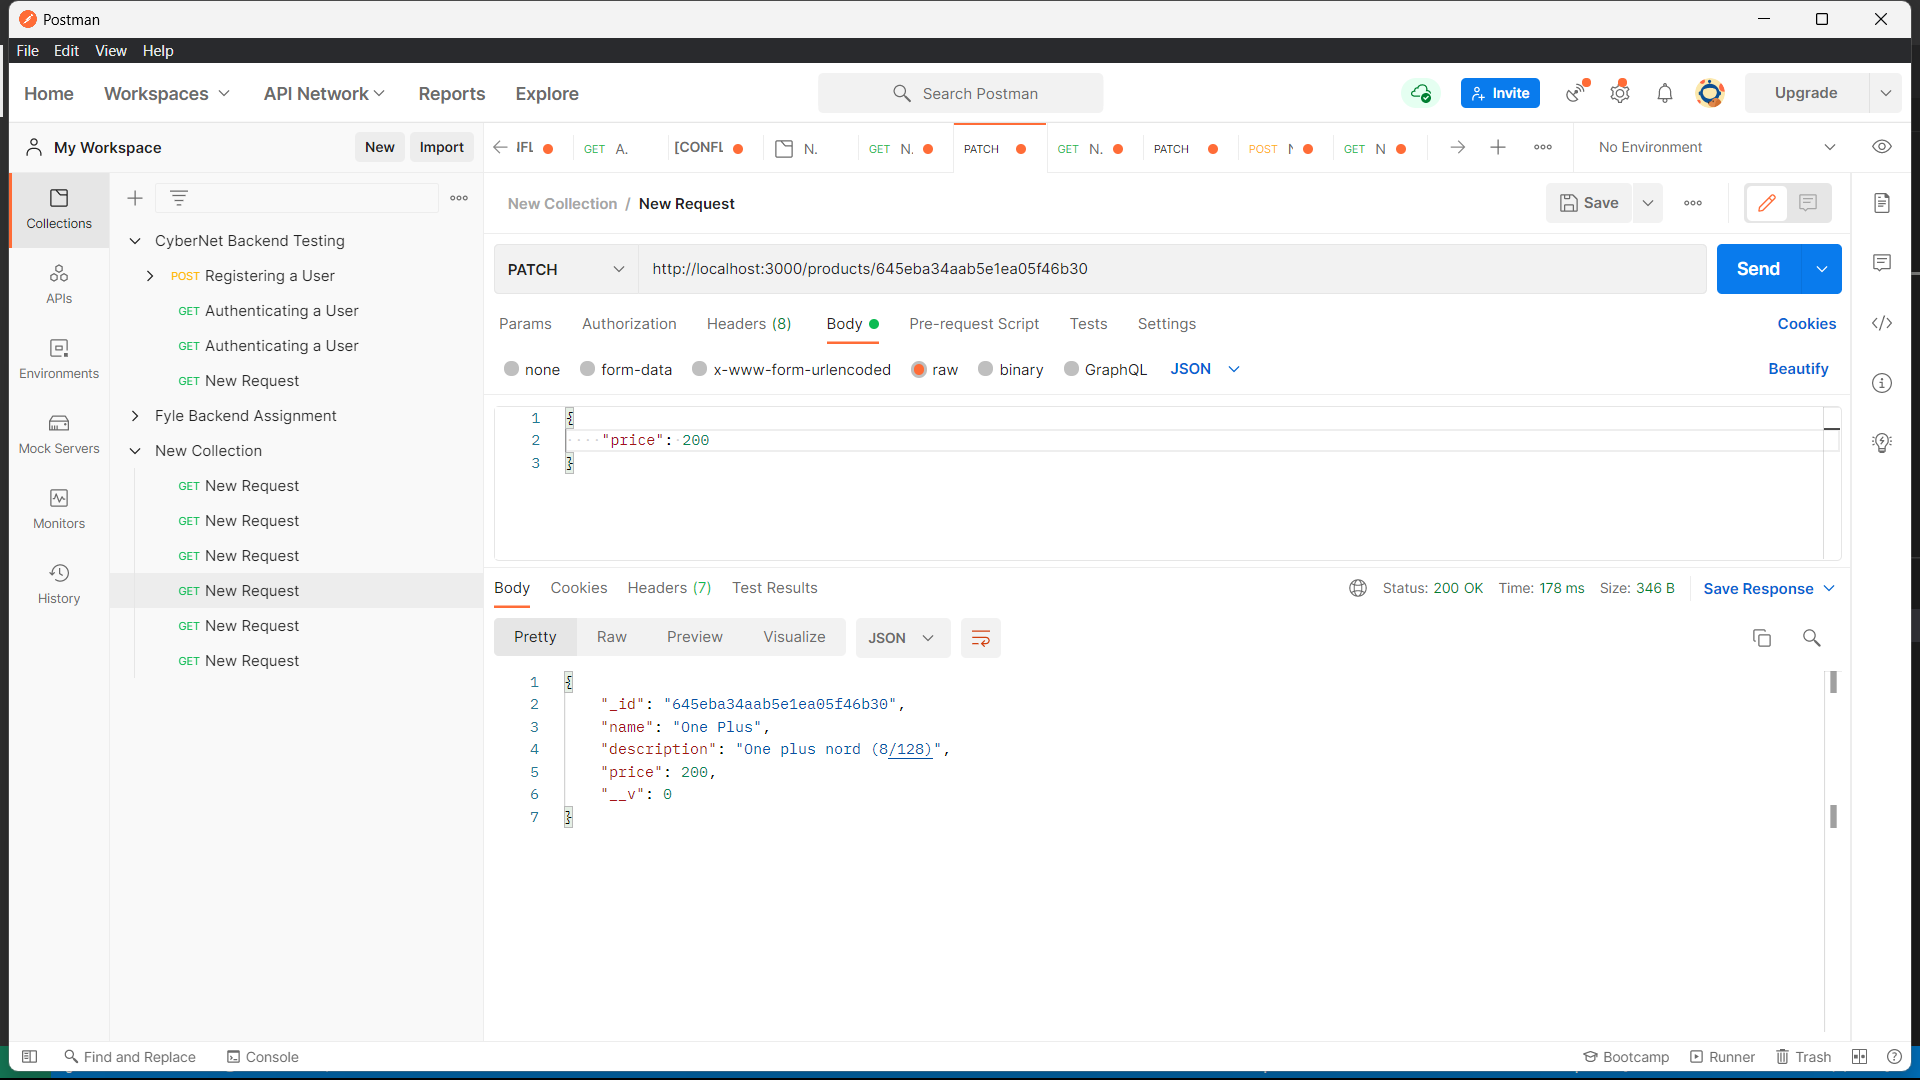 Postman
File Edit View Help
Home Workspaces API Network Reports Explore Search Postman Invite Upgrade
My Workspace New Import IFL GET A. [CONFL N. GET N. PATCH GET N. PATCH POST N GET N No Environment
New Collection / New Request Save
Collections
APIs
Environments
Mock Servers
Monitors
History
CyberNet Backend Testing
POST Registering a User
GET Authenticating a User
GET Authenticating a User
GET New Request
Fyle Backend Assignment
New Collection
GET New Request
GET New Request
GET New Request
GET New Request
GET New Request
GET New Request
PATCH http://localhost:3000/products/645eba34aab5e1ea05f46b30 Send
Params Authorization Headers (8) Body Pre-request Script Tests Settings Cookies
none form-data x-www-form-urlencoded raw binary GraphQL JSON Beautify
1 {
2 "price": 200
3 }
Body Cookies Headers (7) Test Results Status: 200 OK Time: 178 ms Size: 346 B Save Response
Pretty Raw Preview Visualize JSON
1 {
2 "_id": "645eba34aab5e1ea05f46b30",
3 "name": "One Plus",
4 "description": "One plus nord (8/128)",
5 "price": 200,
6 "__v": 0
7 }
Find and Replace Console Bootcamp Runner Trash